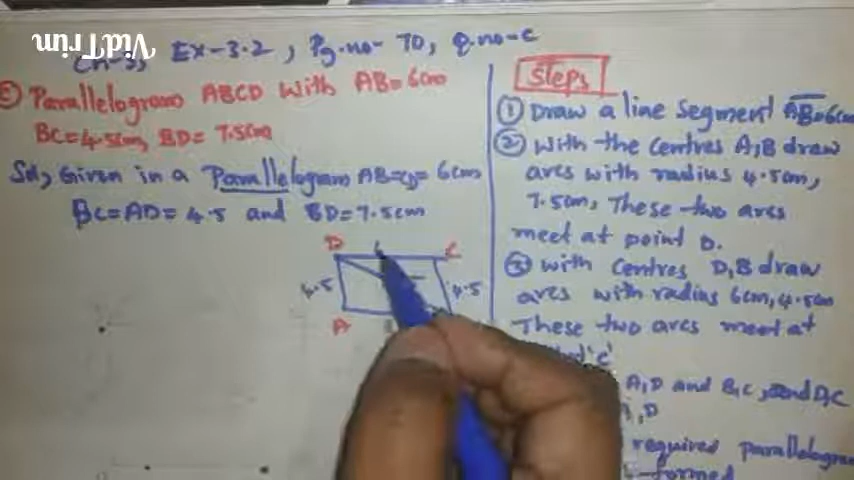 VidTrim
Ch-3, Ex-3.2, Pg.no- 70, Q.no-c
Parallelogram ABCD with AB=6cm
BC=4.5cm, BD= 7.5cm
Sol, Given in a Parallelogram AB=CD= 6cm
BC=AD= 4.5 and BD=7.5cm
D
C
4.5
4.5
A
Steps
① Draw a line segment AB=6cm
② With the centres A,B draw
arcs with radius 4.5cm,
7.5cm, These two arcs
meet at point D.
③ with centres D,B draw
arcs with radius 6cm,4.5cm
These two arcs meet at
'C'
A,D and B,C, and D,C
B,D
required parallelogram
formed